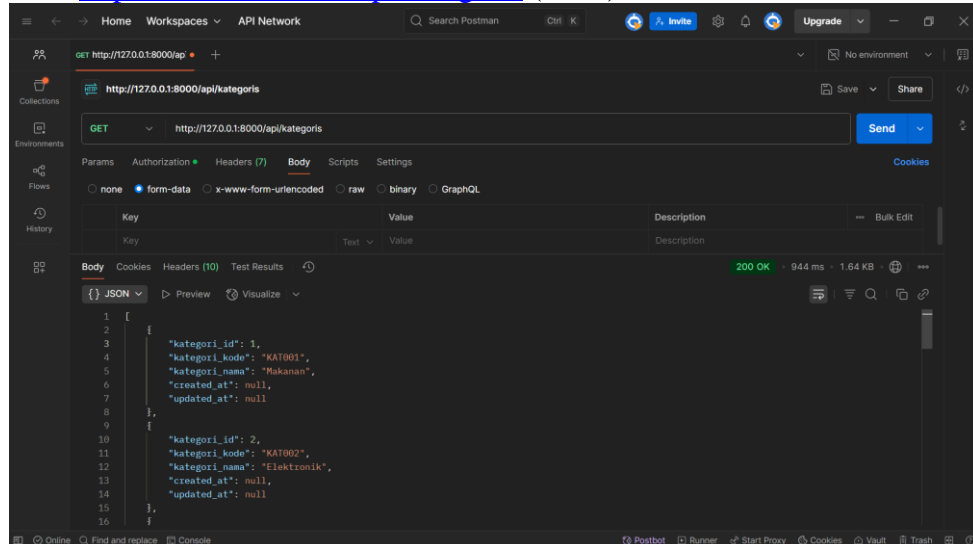 Home Workspaces API Network Search Postman Ctrl K Invite Upgrade
GET http://127.0.0.1:8000/ap No environment
Collections
HTTP http://127.0.0.1:8000/api/kategoris Save Share
Environments
GET http://127.0.0.1:8000/api/kategoris Send
Flows
Params Authorization Headers (7) Body Scripts Settings Cookies
none form-data x-www-form-urlencoded raw binary GraphQL
History
Key Value Description Bulk Edit
Key Text Value Description
Body Cookies Headers (10) Test Results 200 OK 944 ms 1.64 KB
{} JSON Preview Visualize
1 [
2 {
3 "kategori_id": 1,
4 "kategori_kode": "KAT001",
5 "kategori_nama": "Makanan",
6 "created_at": null,
7 "updated_at": null
8 },
9 {
10 "kategori_id": 2,
11 "kategori_kode": "KAT002",
12 "kategori_nama": "Elektronik",
13 "created_at": null,
14 "updated_at": null
15 },
16 {
Online Find and replace Console Postbot Runner Start Proxy Cookies Vault Trash